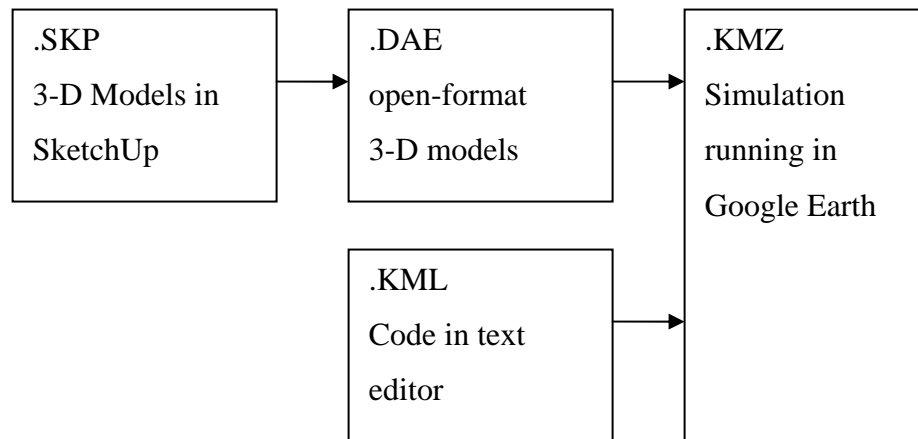 .SKP
3-D Models in
SketchUp
.DAE
open-format
3-D models
.KMZ
Simulation
running in
Google Earth
.KML
Code in text
editor